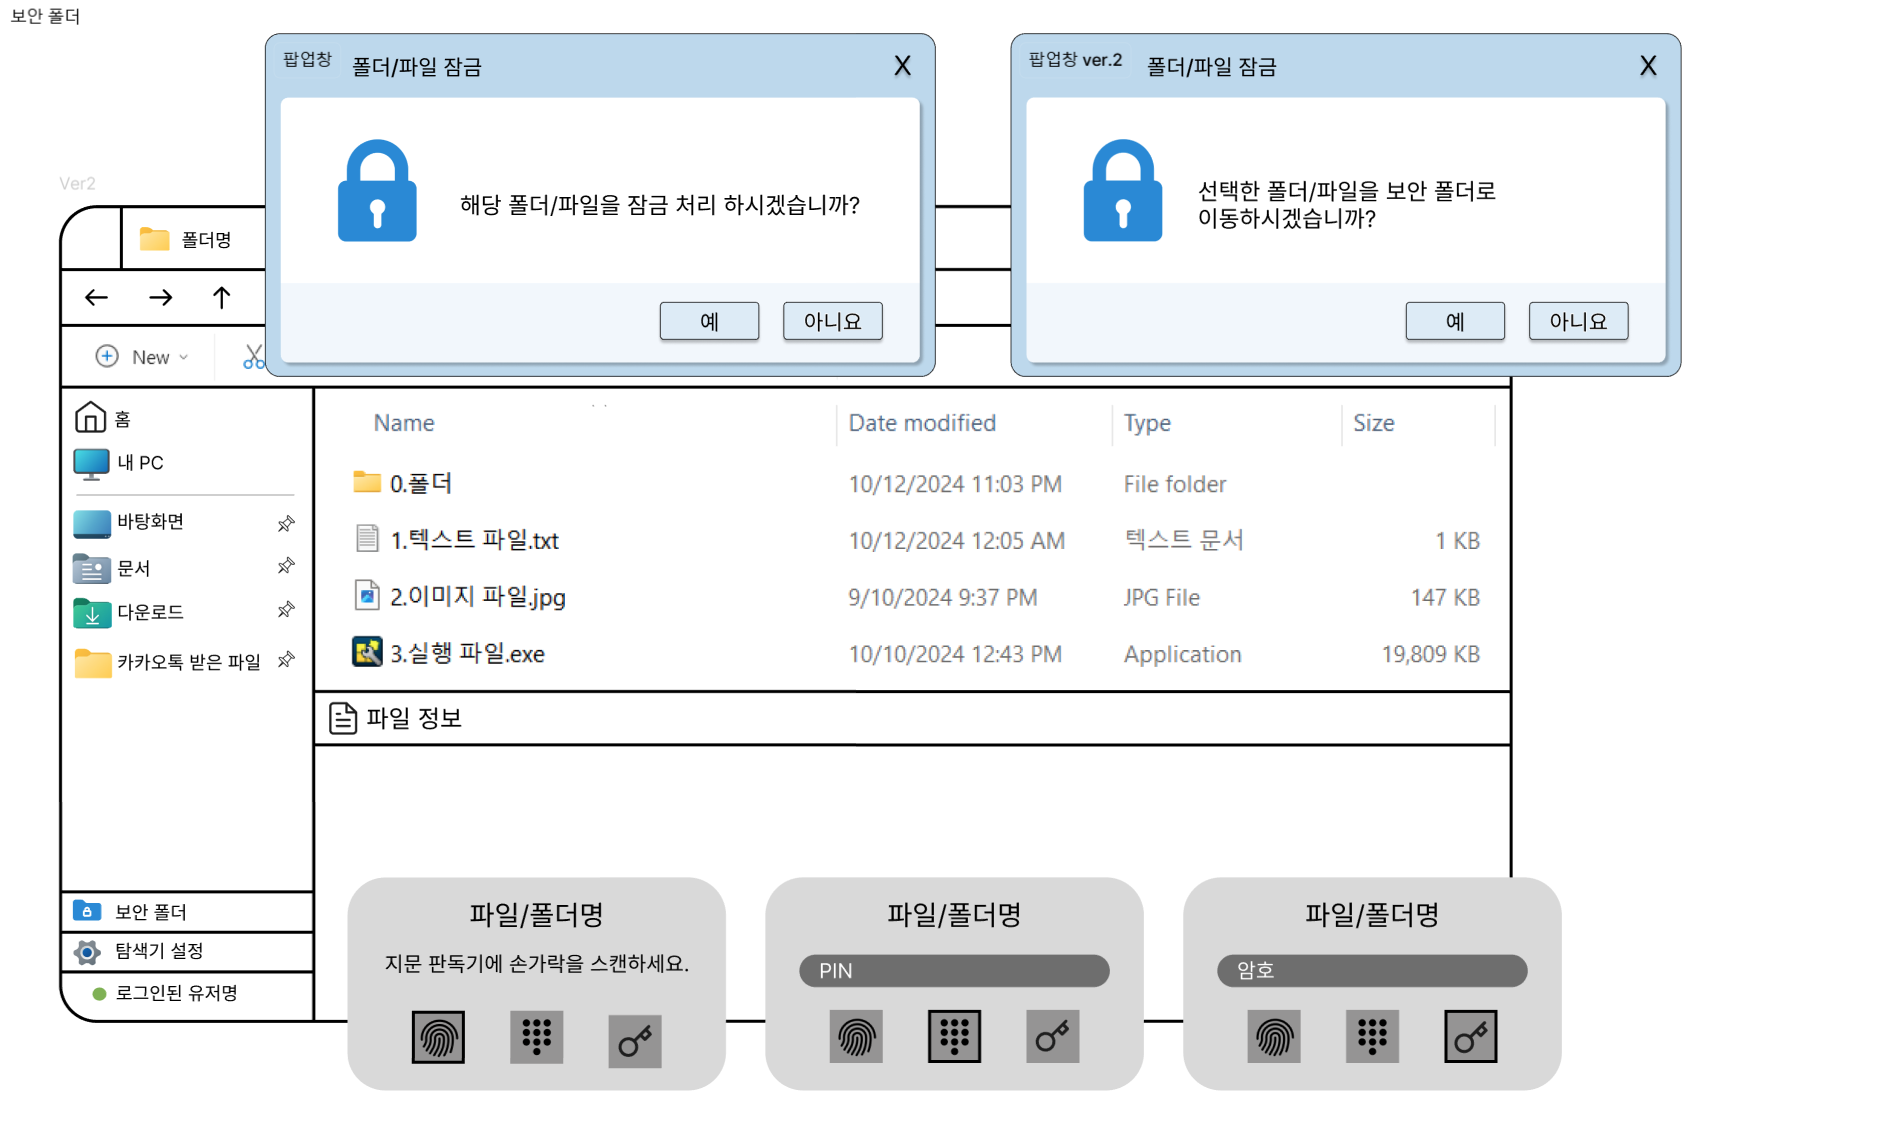 보안 폴더
팝업창 폴더/파일 잠금 X
해당 폴더/파일을 잠금 처리 하시겠습니까?
예 아니요
팝업창 ver.2 폴더/파일 잠금 X
선택한 폴더/파일을 보안 폴더로
이동하시겠습니까?
예 아니요
Ver2
폴더명
New
홈
내 PC
바탕화면
문서
다운로드
카카오톡 받은 파일
보안 폴더
탐색기 설정
로그인된 유저명
Name Date modified Type Size
0.폴더 10/12/2024 11:03 PM File folder
1.텍스트 파일.txt 10/12/2024 12:05 AM 텍스트 문서 1 KB
2.이미지 파일.jpg 9/10/2024 9:37 PM JPG File 147 KB
3.실행 파일.exe 10/10/2024 12:43 PM Application 19,809 KB
파일 정보
파일/폴더명
지문 판독기에 손가락을 스캔하세요.
파일/폴더명
PIN
파일/폴더명
암호